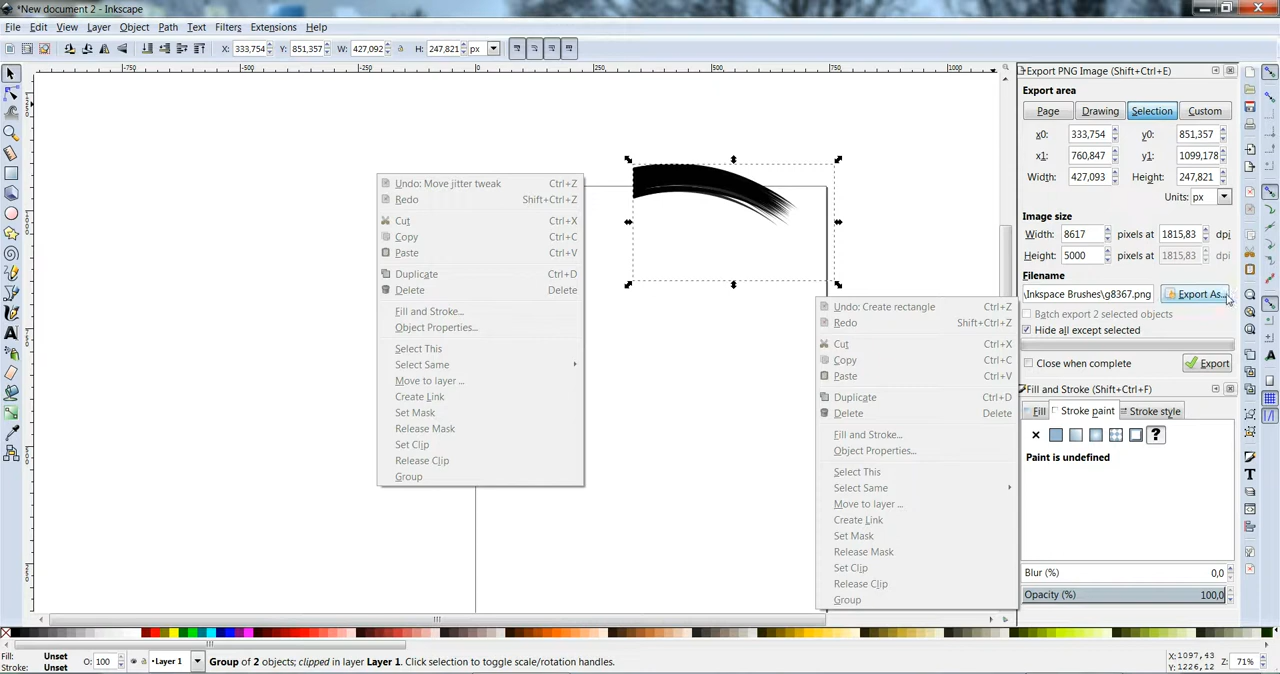 *New document 2 - Inkscape
File Edit View Layer Object Path Text Filters Extensions Help
X: 333,754 Y: 851,357 W: 427,092 H: 247,821 px
Export PNG Image (Shift+Ctrl+E)
Export area
Page Drawing Selection Custom
x0: 333,754 y0: 851,357
x1: 760,847 y1: 1099,178
Width: 427,093 Height: 247,821
Units: px
Image size
Width: 8617 pixels at 1815,83 dpi
Height: 5000 pixels at 1815,83 dpi
Filename
\Inkspace Brushes\g8367.png Export As...
Batch export 2 selected objects
Hide all except selected
Close when complete Export
Fill and Stroke (Shift+Ctrl+F)
Fill Stroke paint Stroke style
?
Paint is undefined
Blur (%) 0,0
Opacity (%) 100,0
Undo: Move jitter tweak Ctrl+Z
Redo Shift+Ctrl+Z
Cut Ctrl+X
Copy Ctrl+C
Paste Ctrl+V
Duplicate Ctrl+D
Delete Delete
Fill and Stroke...
Object Properties...
Select This
Select Same
Move to layer ...
Create Link
Set Mask
Release Mask
Set Clip
Release Clip
Group
Undo: Create rectangle Ctrl+Z
Redo Shift+Ctrl+Z
Cut Ctrl+X
Copy Ctrl+C
Paste Ctrl+V
Duplicate Ctrl+D
Delete Delete
Fill and Stroke...
Object Properties...
Select This
Select Same
Move to layer ...
Create Link
Set Mask
Release Mask
Set Clip
Release Clip
Group
-750 -500 -250 0 250 500 750 1000
Fill: Unset
Stroke: Unset
O: 100 Layer 1 Group of 2 objects; clipped in layer Layer 1. Click selection to toggle scale/rotation handles.
X: 1097,43
Y: 1226,12
Z: 71%